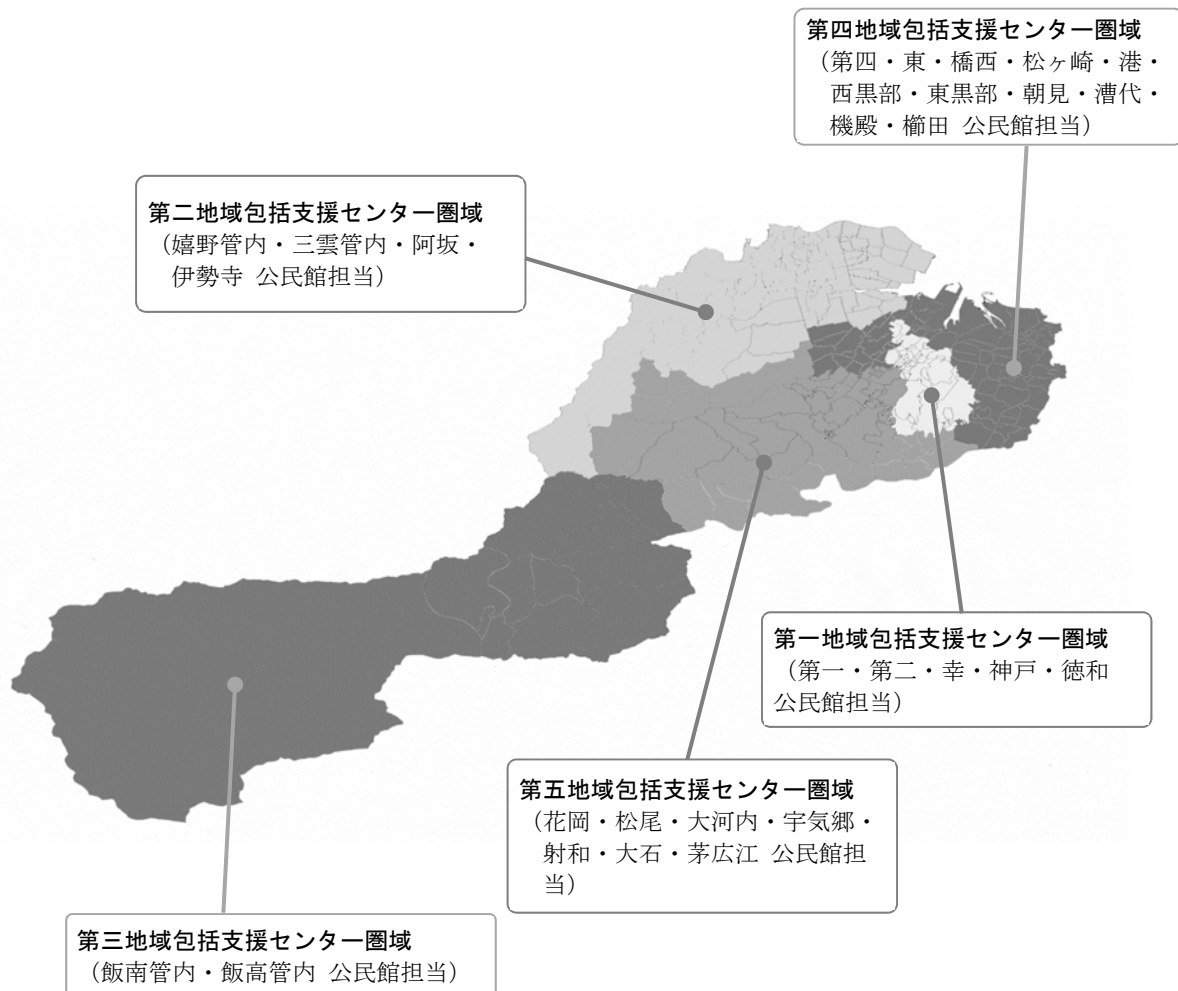 第四地域包括支援センター圏域
（第四・東・橋西・松ヶ崎・港・
西黒部・東黒部・朝見・漕代・
機殿・櫛田 公民館担当）
第二地域包括支援センター圏域
（嬉野管内・三雲管内・阿坂・
伊勢寺 公民館担当）
第一地域包括支援センター圏域
（第一・第二・幸・神戸・徳和
公民館担当）
第五地域包括支援センター圏域
（花岡・松尾・大河内・宇気郷・
射和・大石・茅広江 公民館担
当）
第三地域包括支援センター圏域
（飯南管内・飯高管内 公民館担当）